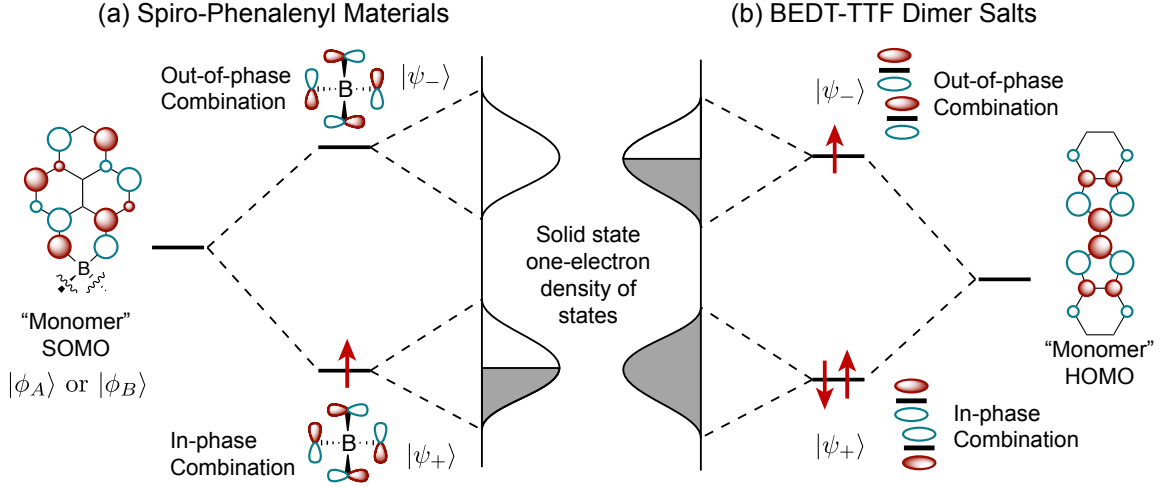 (a) Spiro-Phenalenyl Materials
Out-of-phase
Combination
B
|ψ₋⟩
B
"Monomer"
SOMO
|ϕ_A⟩ or |ϕ_B⟩
In-phase
Combination
B
|ψ₊⟩
Solid state
one-electron
density of
states
(b) BEDT-TTF Dimer Salts
|ψ₋⟩
Out-of-phase
Combination
"Monomer"
HOMO
|ψ₊⟩
In-phase
Combination